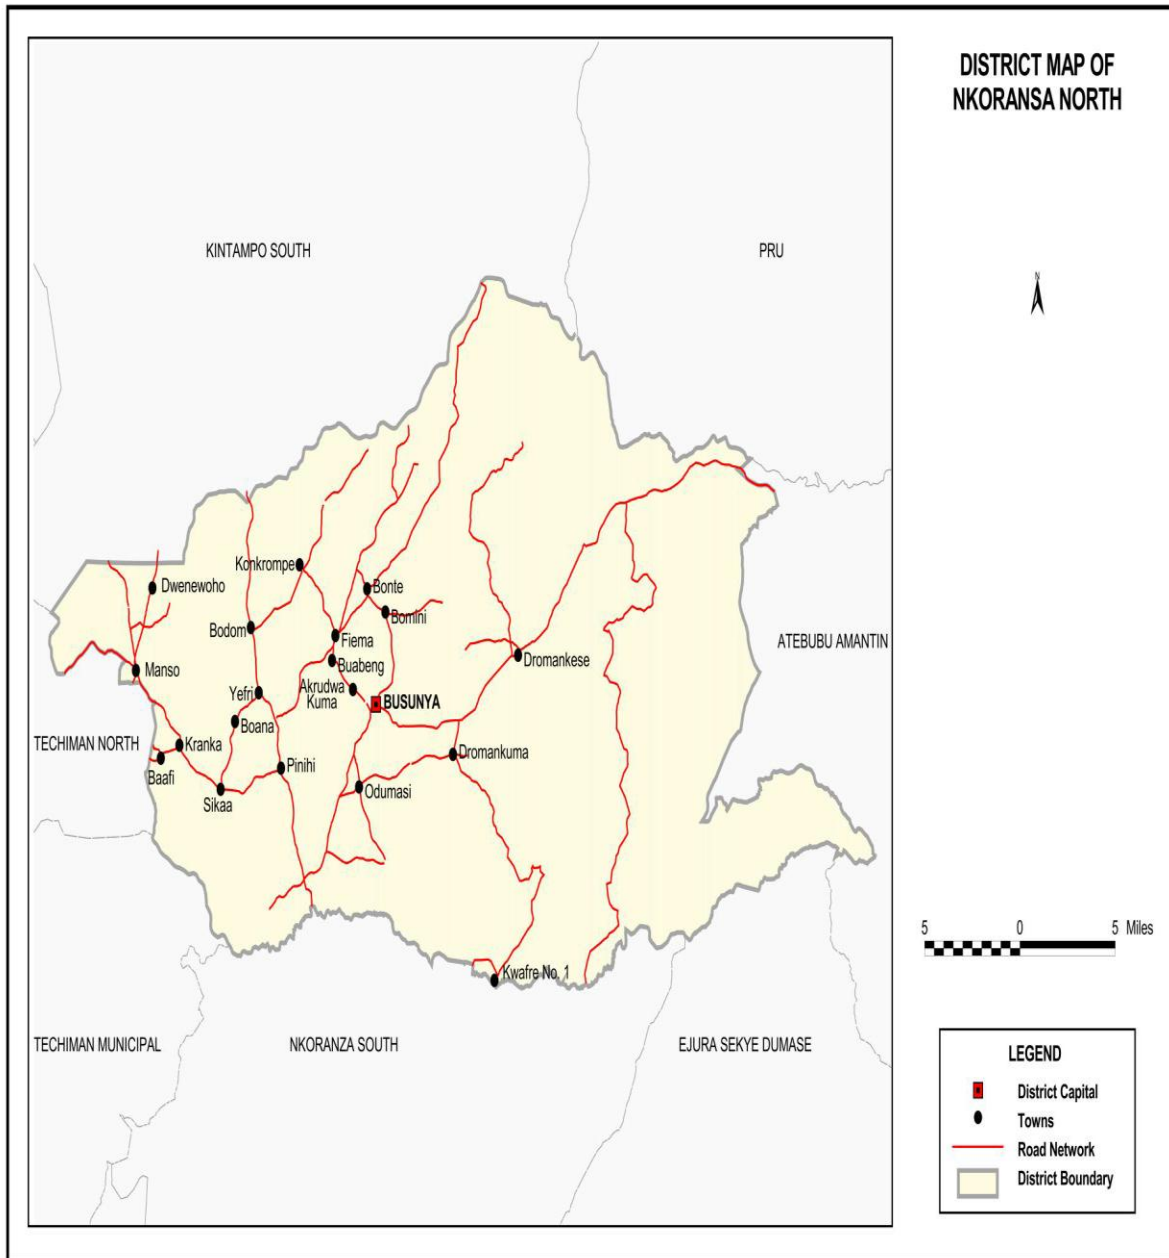 DISTRICT MAP OF
NKORANSA NORTH
KINTAMPO SOUTH
PRU
N
Konkrompe
Dwenewoho
Bonte
Bomini
Bodom
Fiema
ATEBUBU AMANTIN
Buabeng
Dromankese
Manso
Akrudwa
Kuma
Yefri
BUSUNYA
Boana
TECHIMAN NORTH
Kranka
Dromankuma
Baafi
Pinihi
Odumasi
Sikaa
5 0 5 Miles
Kwafre No. 1
TECHIMAN MUNICIPAL
NKORANZA SOUTH
EJURA SEKYE DUMASE
LEGEND
District Capital
Towns
Road Network
District Boundary